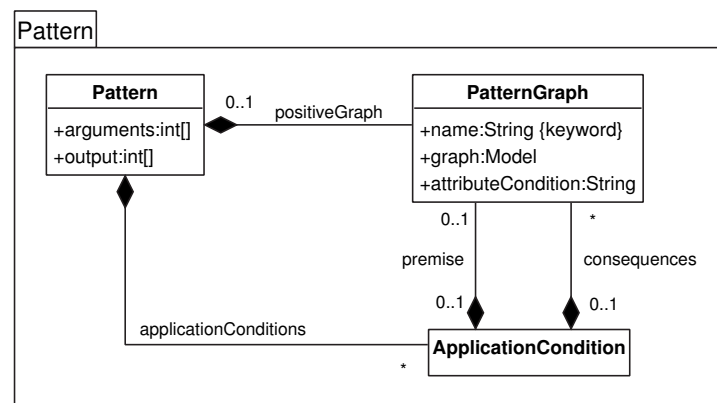 Pattern
Pattern
+arguments:int[]
+output:int[]
0..1
positiveGraph
PatternGraph
+name:String {keyword}
+graph:Model
+attributeCondition:String
0..1
*
premise
consequences
0..1
0..1
applicationConditions
*
ApplicationCondition